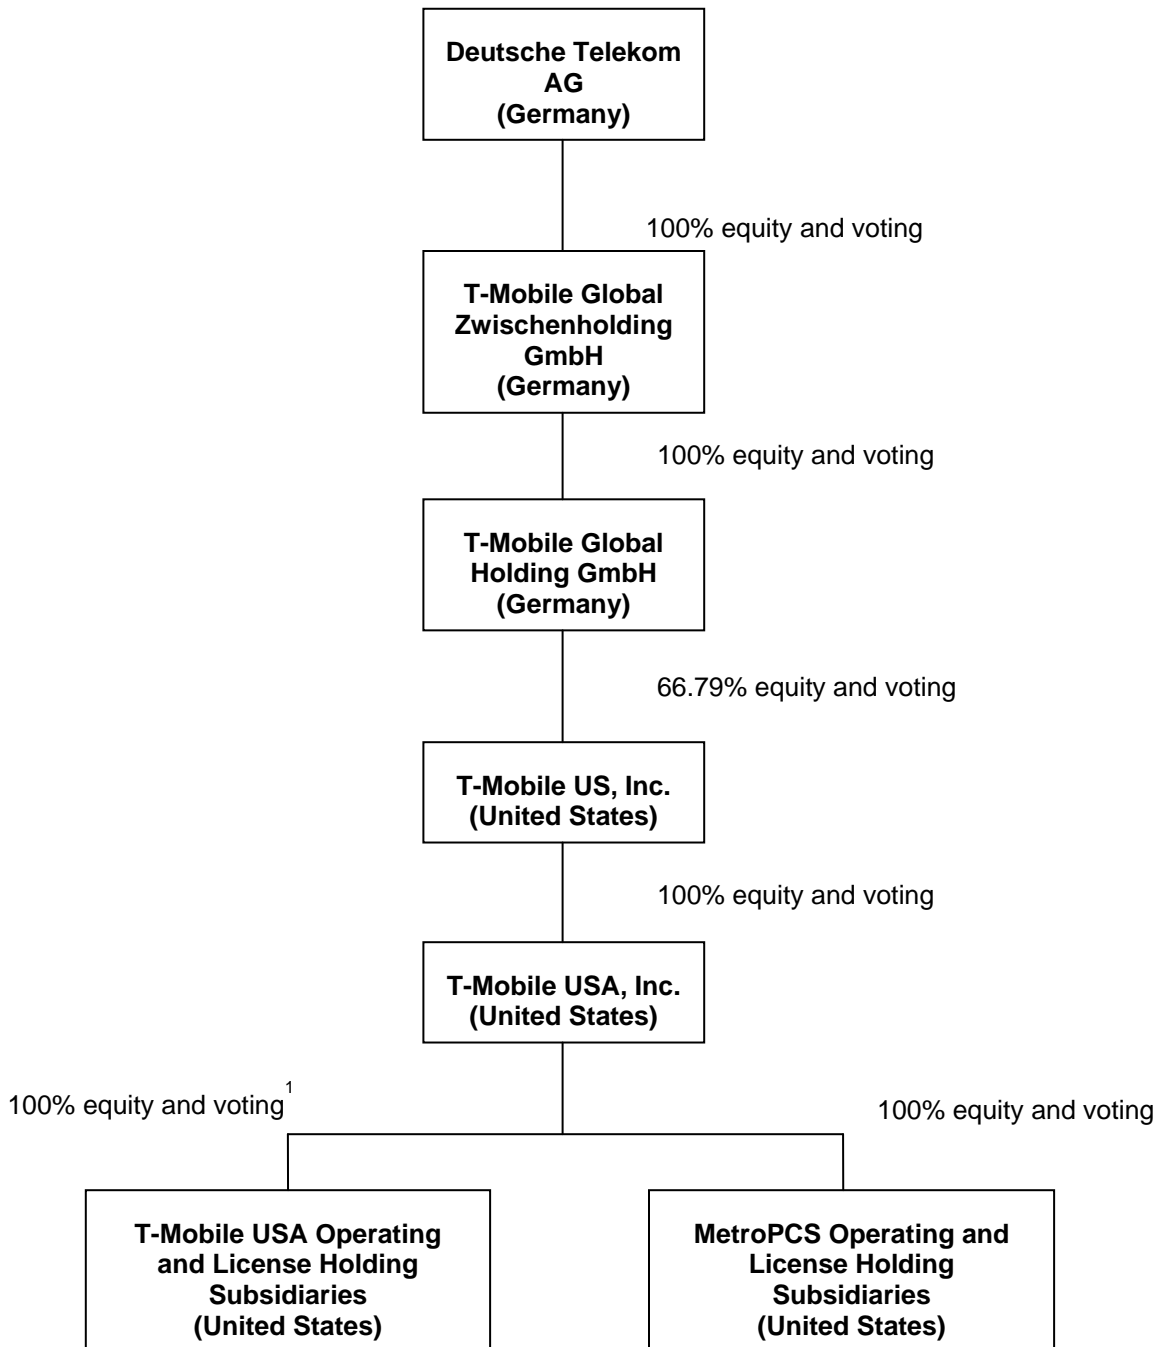 Deutsche Telekom
AG
(Germany)
100% equity and voting
T-Mobile Global
Zwischenholding
GmbH
(Germany)
100% equity and voting
T-Mobile Global
Holding GmbH
(Germany)
66.79% equity and voting
T-Mobile US, Inc.
(United States)
100% equity and voting
T-Mobile USA, Inc.
(United States)
100% equity and voting¹
100% equity and voting
T-Mobile USA Operating
and License Holding
Subsidiaries
(United States)
MetroPCS Operating and
License Holding
Subsidiaries
(United States)